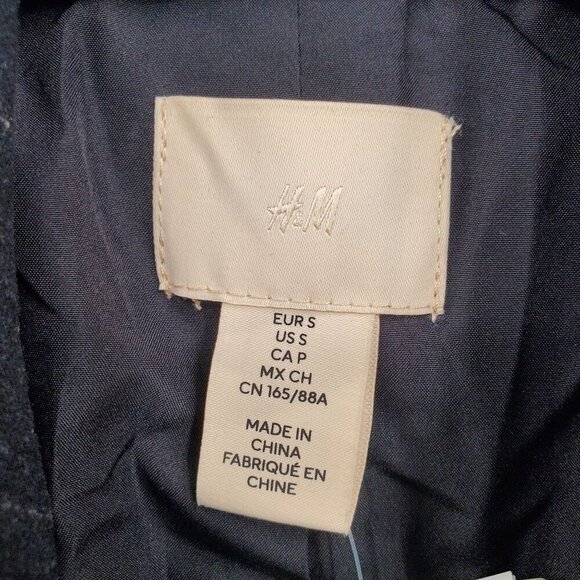 H&M
EUR S
US S
CA P
MX CH
CN 165/88A
MADE IN
CHINA
FABRIQUÉ EN
CHINE